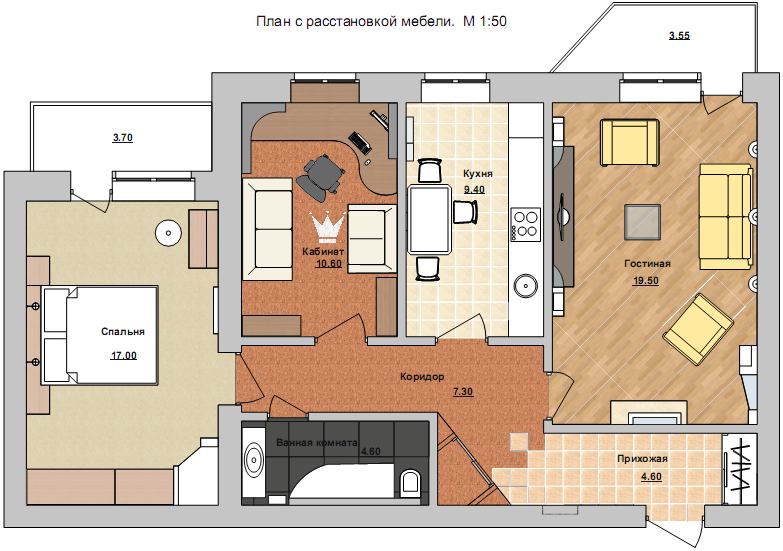 План с расстановкой мебели. М 1:50
3.55
3.70
Кухня
9.40
Кабинет
10.60
Гостиная
19.50
Спальня
17.00
Коридор
7.30
Ванная комната
4.60
Прихожая
4.60